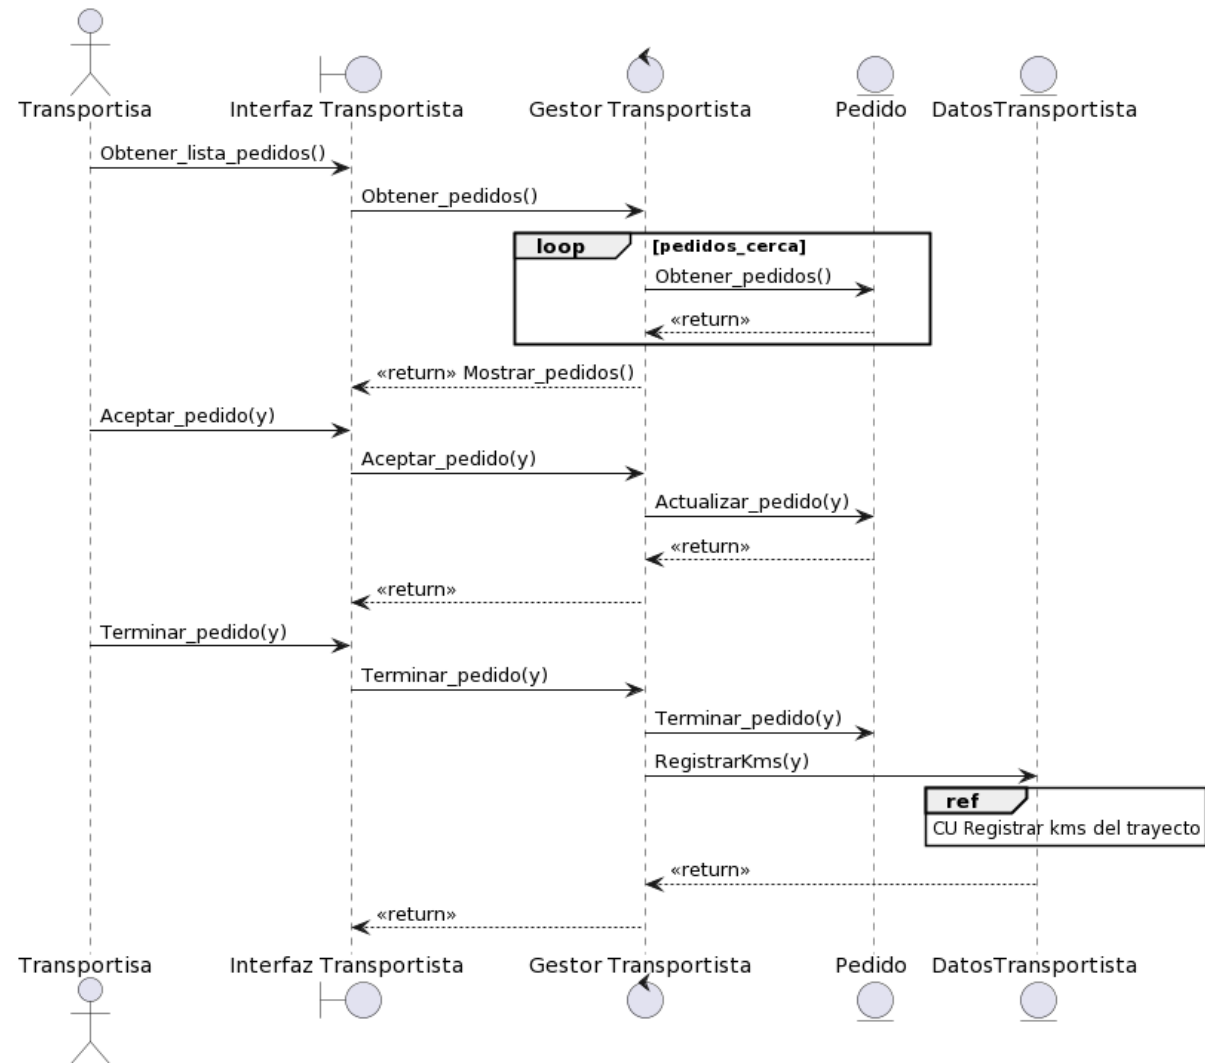 Transportisa
Interfaz Transportista
Gestor Transportista
Pedido
DatosTransportista
Obtener_lista_pedidos()
Obtener_pedidos()
loop
[pedidos_cerca]
Obtener_pedidos()
«return»
«return» Mostrar_pedidos()
Aceptar_pedido(y)
Aceptar_pedido(y)
Actualizar_pedido(y)
«return»
«return»
Terminar_pedido(y)
Terminar_pedido(y)
Terminar_pedido(y)
RegistrarKms(y)
ref
CU Registrar kms del trayecto
«return»
«return»
Transportisa
Interfaz Transportista
Gestor Transportista
Pedido
DatosTransportista